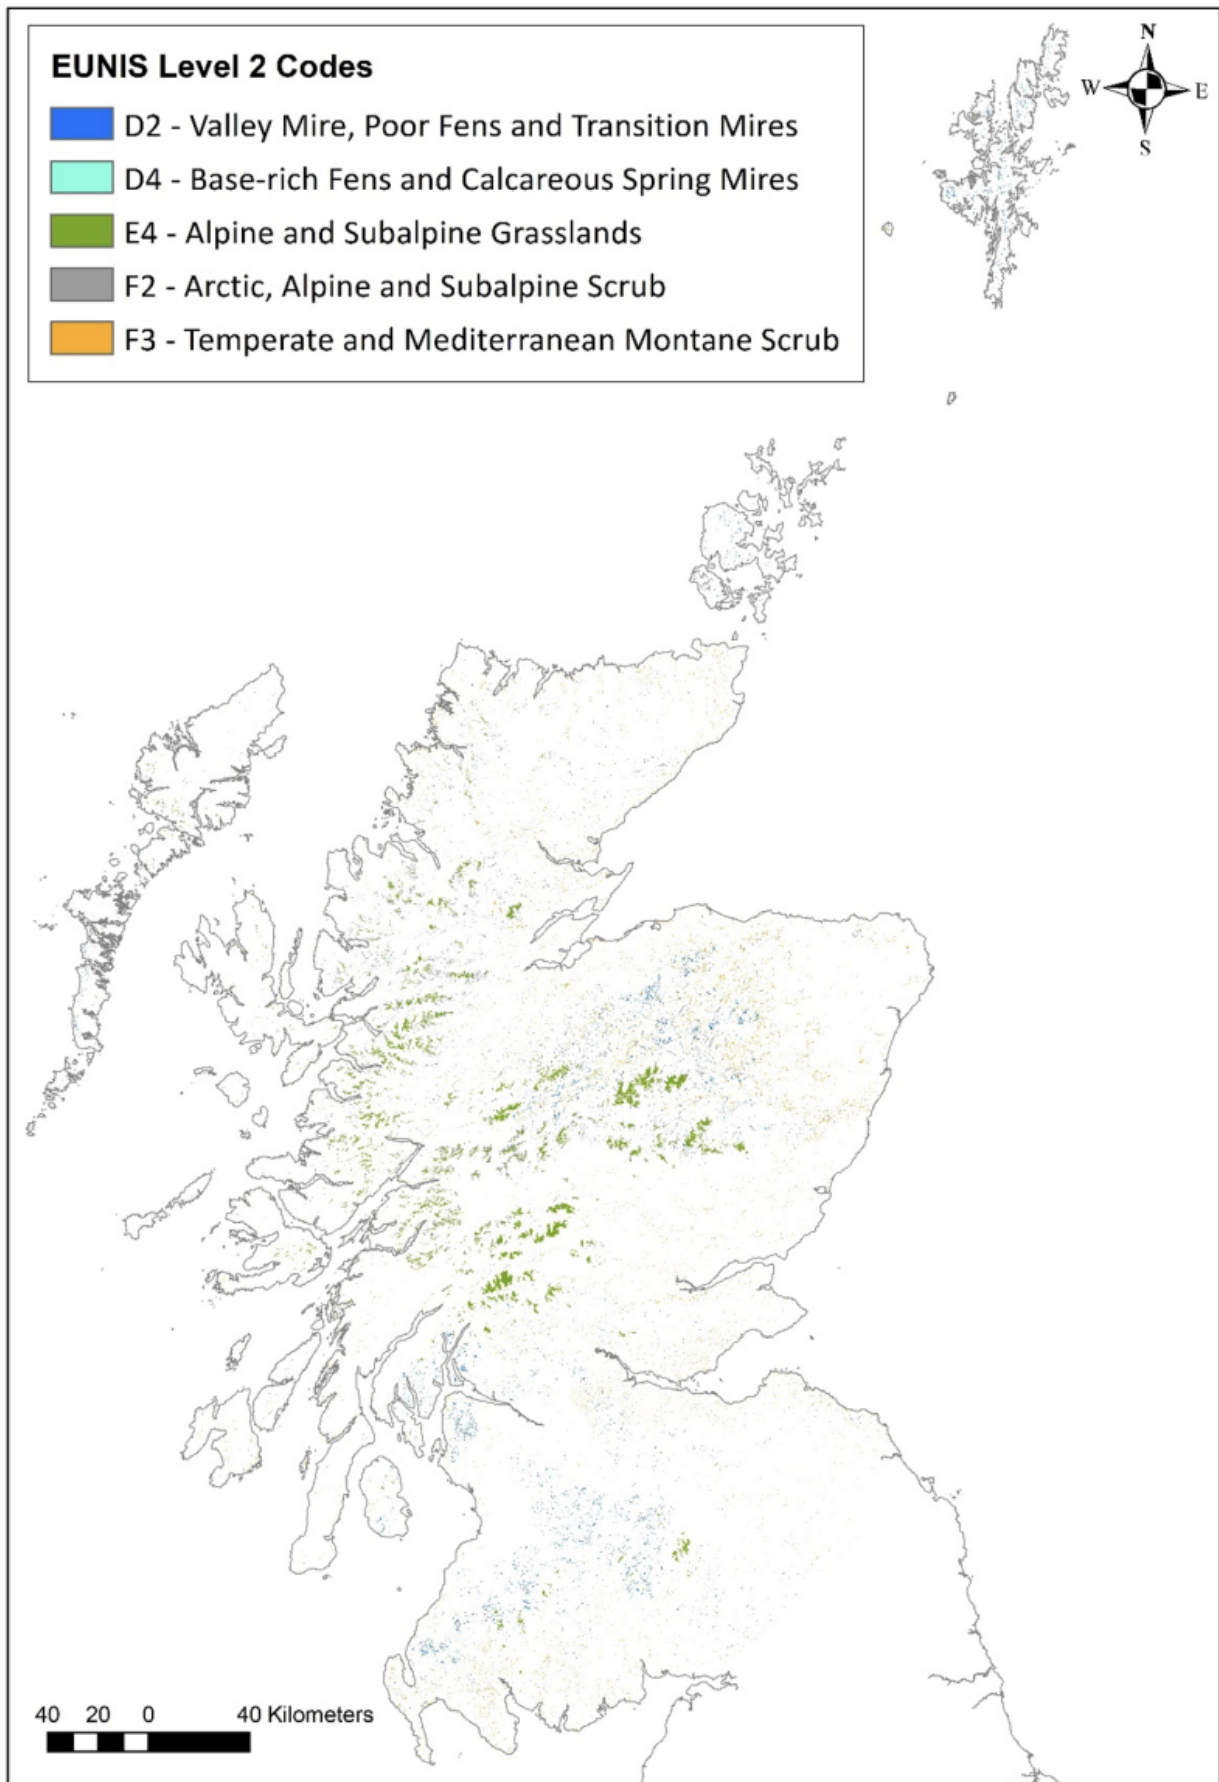 EUNIS Level 2 Codes
D2 - Valley Mire, Poor Fens and Transition Mires
D4 - Base-rich Fens and Calcareous Spring Mires
E4 - Alpine and Subalpine Grasslands
F2 - Arctic, Alpine and Subalpine Scrub
F3 - Temperate and Mediterranean Montane Scrub
N
W E
S
40 20 0 40 Kilometers